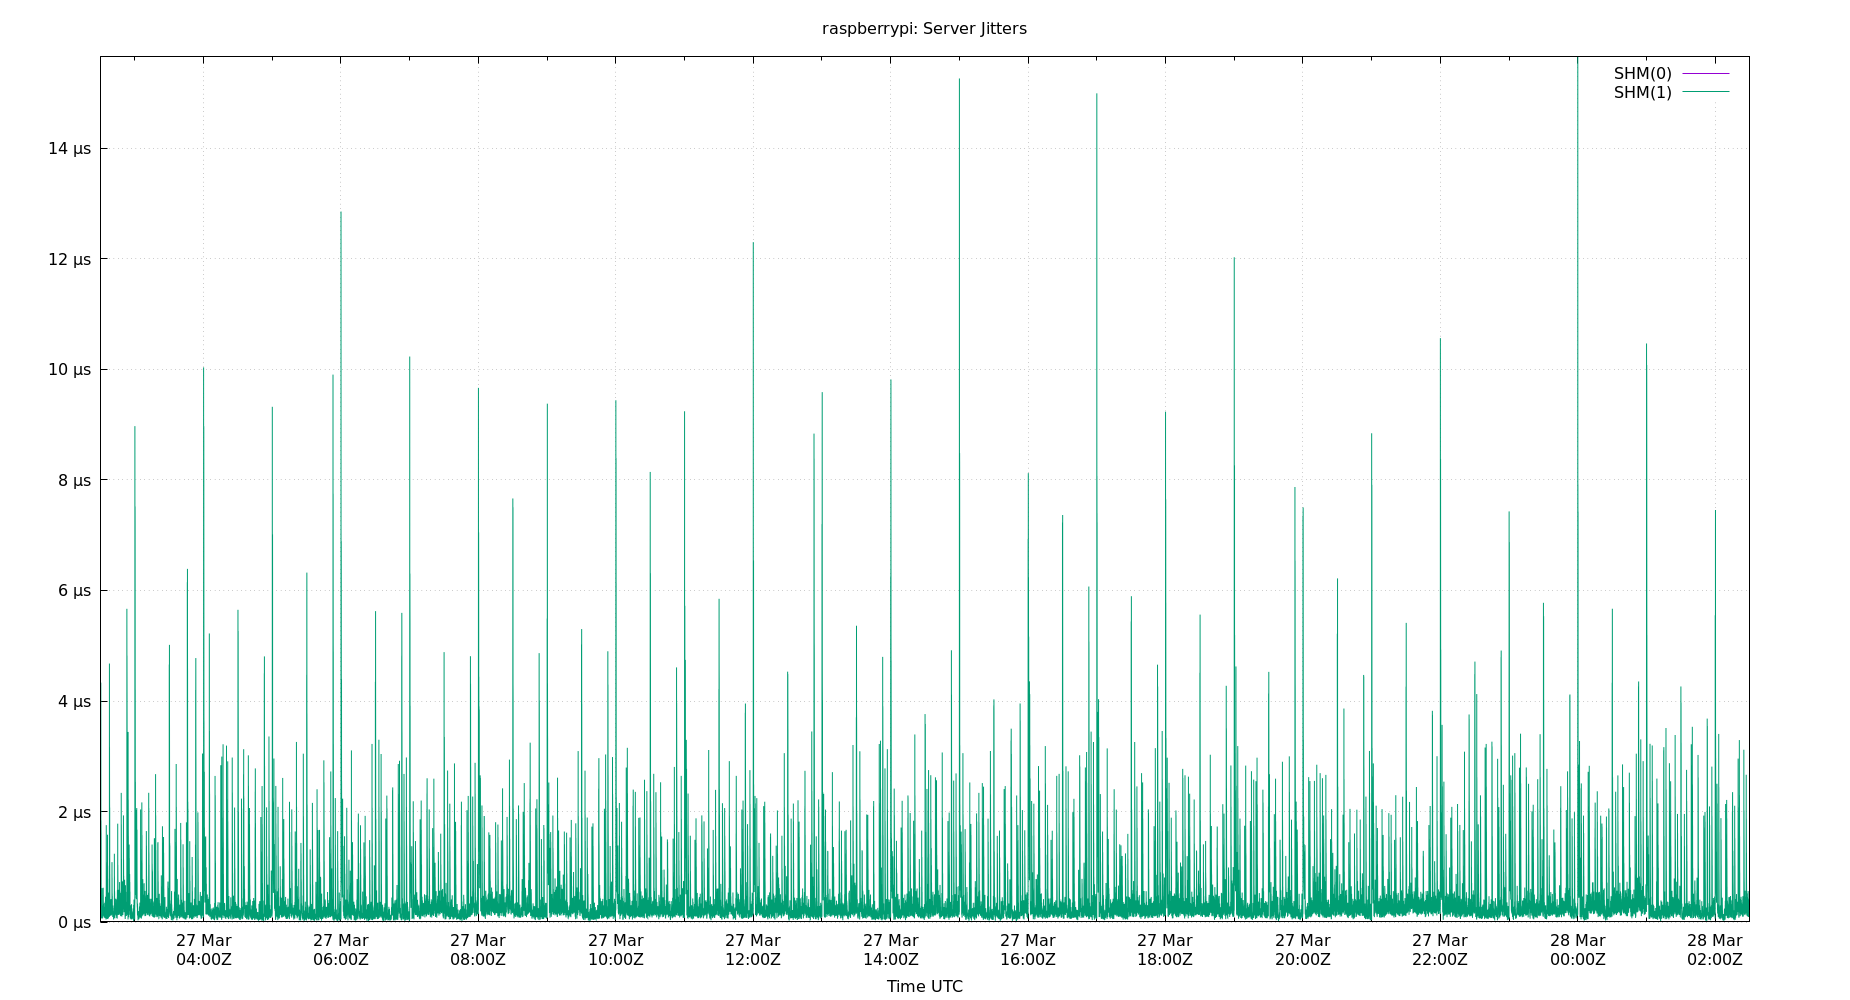 raspberrypi: Server Jitters
SHM(0)
SHM(1)
14 µs
12 µs
10 µs
8 µs
6 µs
4 µs
2 µs
0 µs
27 Mar 27 Mar 27 Mar 27 Mar 27 Mar 27 Mar 27 Mar 27 Mar 27 Mar 27 Mar 28 Mar 28 Mar
04:00Z 06:00Z 08:00Z 10:00Z 12:00Z 14:00Z 16:00Z 18:00Z 20:00Z 22:00Z 00:00Z 02:00Z
Time UTC